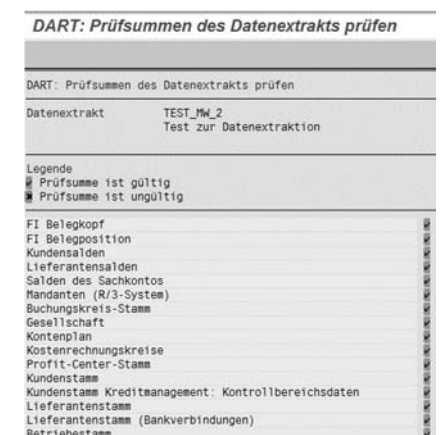 DART: Prüfsummen des Datenextrakts prüfen
DART: Prüfsummen des Datenextrakts prüfen
Datenextrakt TEST_MW_2
Test zur Datenextraktion
Legende
Prüfsumme ist gültig
Prüfsumme ist ungültig
FI Belegkopf
FI Belegposition
Kundensalden
Lieferantensalden
Salden des Sachkontos
Mandanten (R/3-System)
Buchungskreis-Stamm
Gesellschaft
Kontenplan
Kostenrechnungskreise
Profit-Center-Stamm
Kundenstamm
Kundenstamm Kreditmanagement: Kontrollbereichsdaten
Lieferantenstamm
Lieferantenstamm (Bankverbindungen)
Betriebestamm